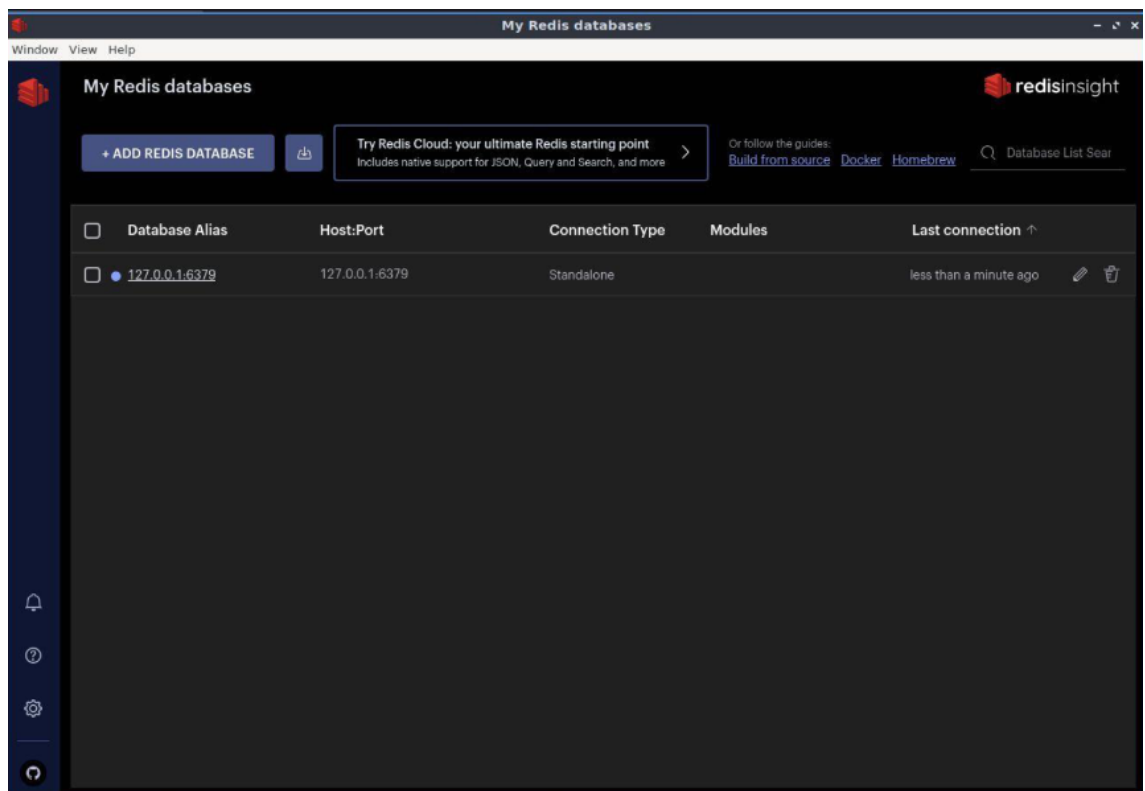 My Redis databases
Window View Help
My Redis databases
redisinsight
+ ADD REDIS DATABASE
Try Redis Cloud: your ultimate Redis starting point
Includes native support for JSON, Query and Search, and more
Or follow the guides:
Build from source Docker Homebrew
Database List Sear
Database Alias Host:Port Connection Type Modules Last connection ↑
127.0.0.1:6379 127.0.0.1:6379 Standalone less than a minute ago